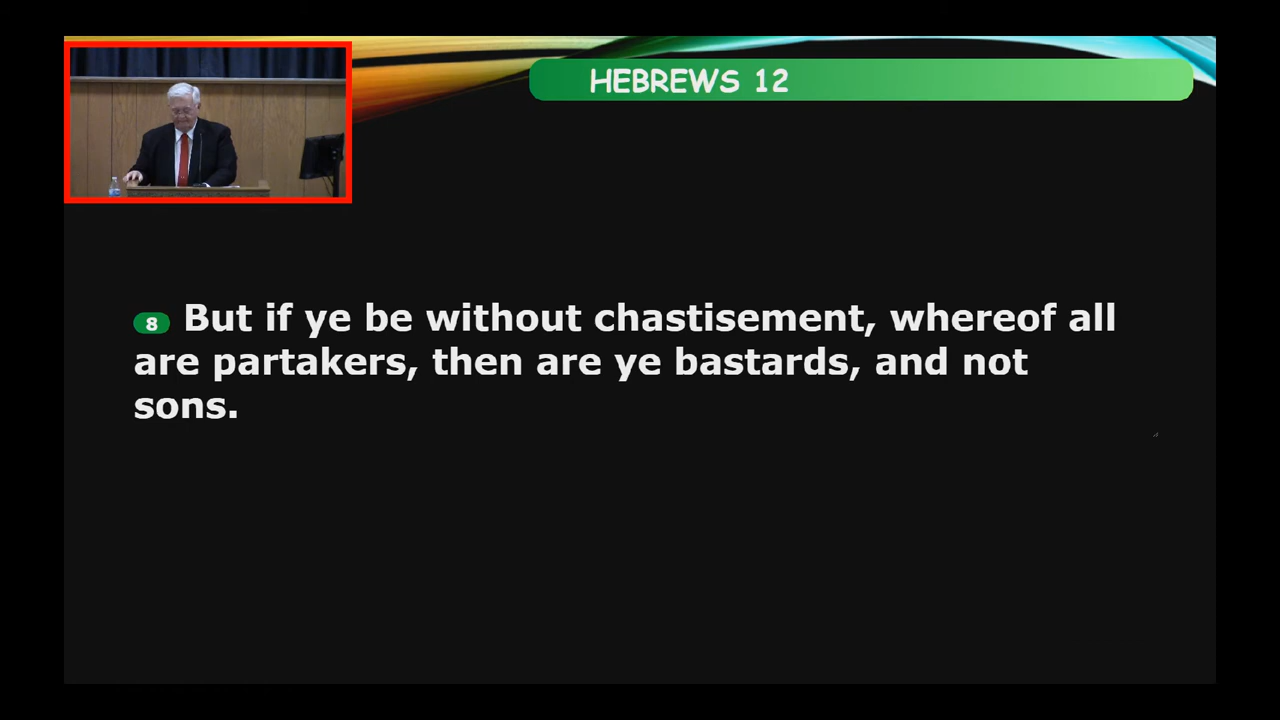 HEBREWS 12
8 But if ye be without chastisement, whereof all
are partakers, then are ye bastards, and not
sons.